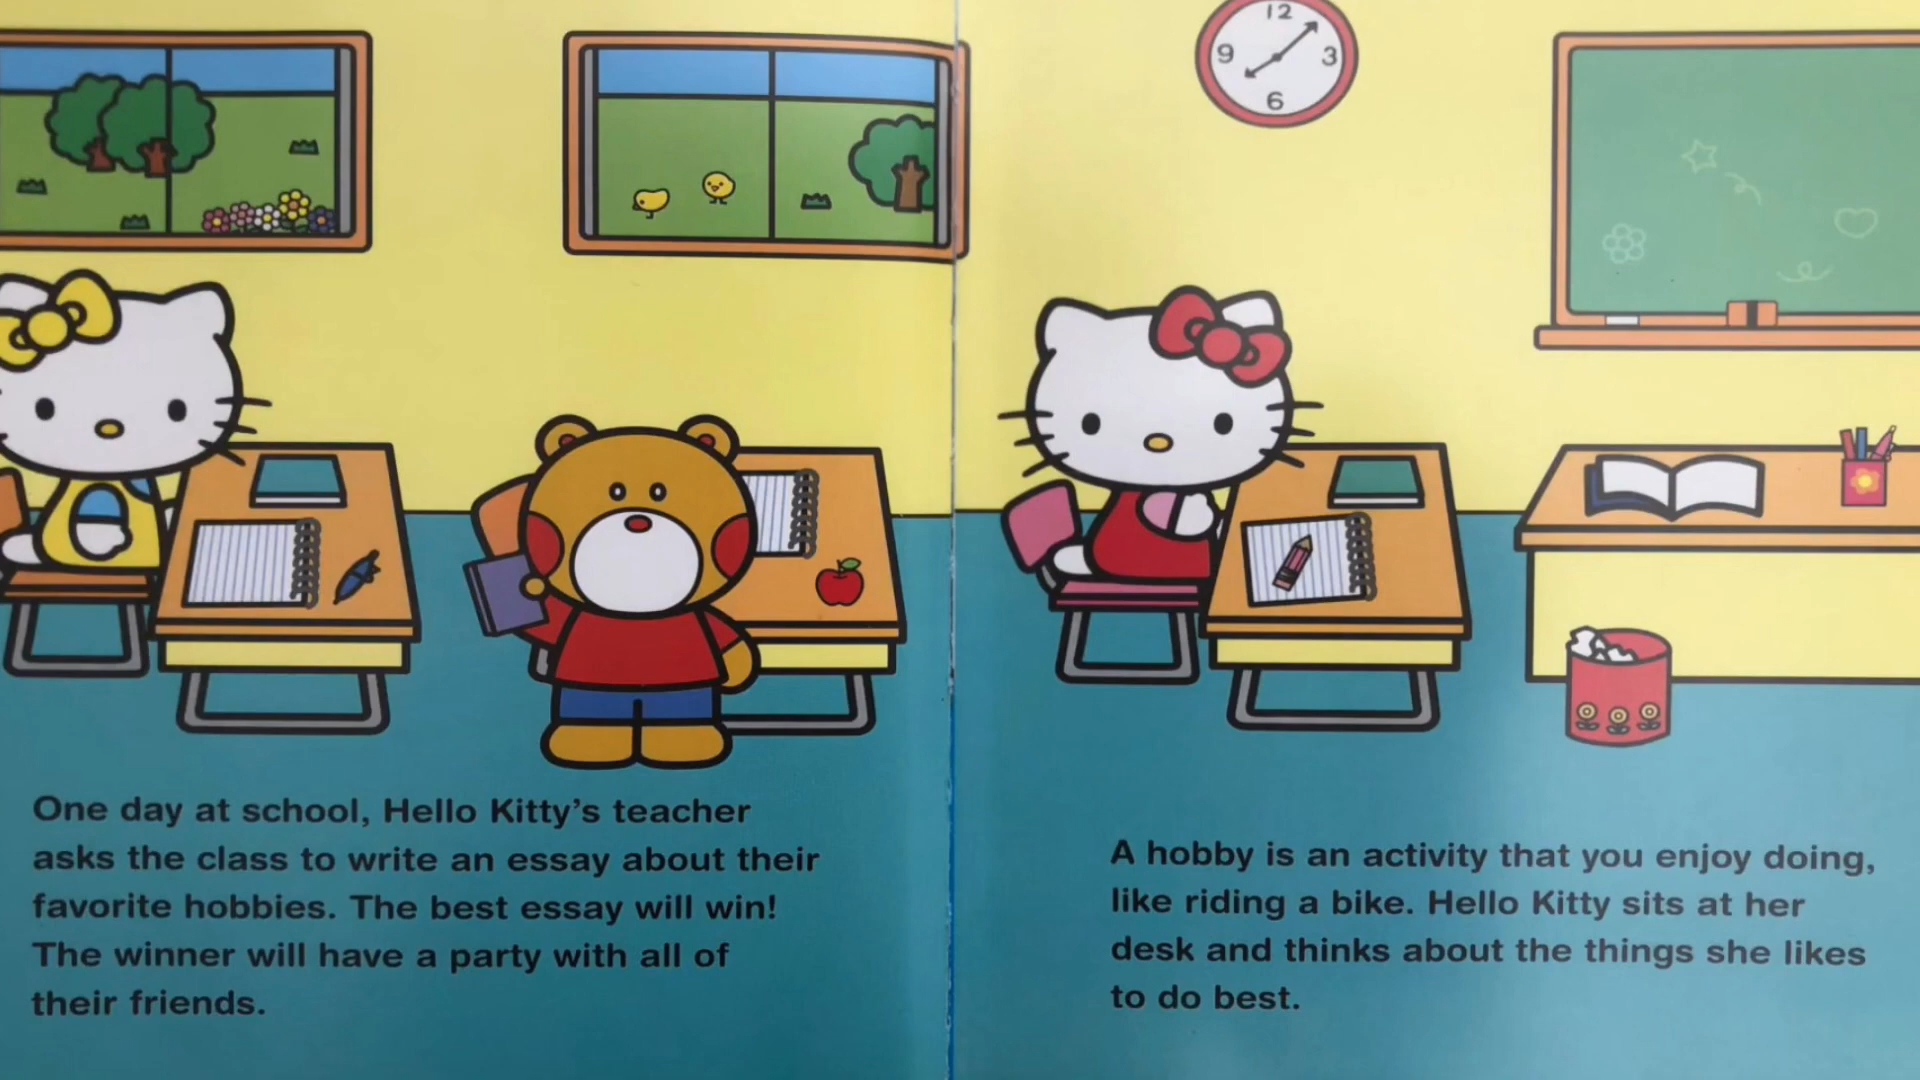 12
9
3
6
One day at school, Hello Kitty's teacher
asks the class to write an essay about their
favorite hobbies. The best essay will win!
The winner will have a party with all of
their friends.
A hobby is an activity that you enjoy doing,
like riding a bike. Hello Kitty sits at her
desk and thinks about the things she likes
to do best.